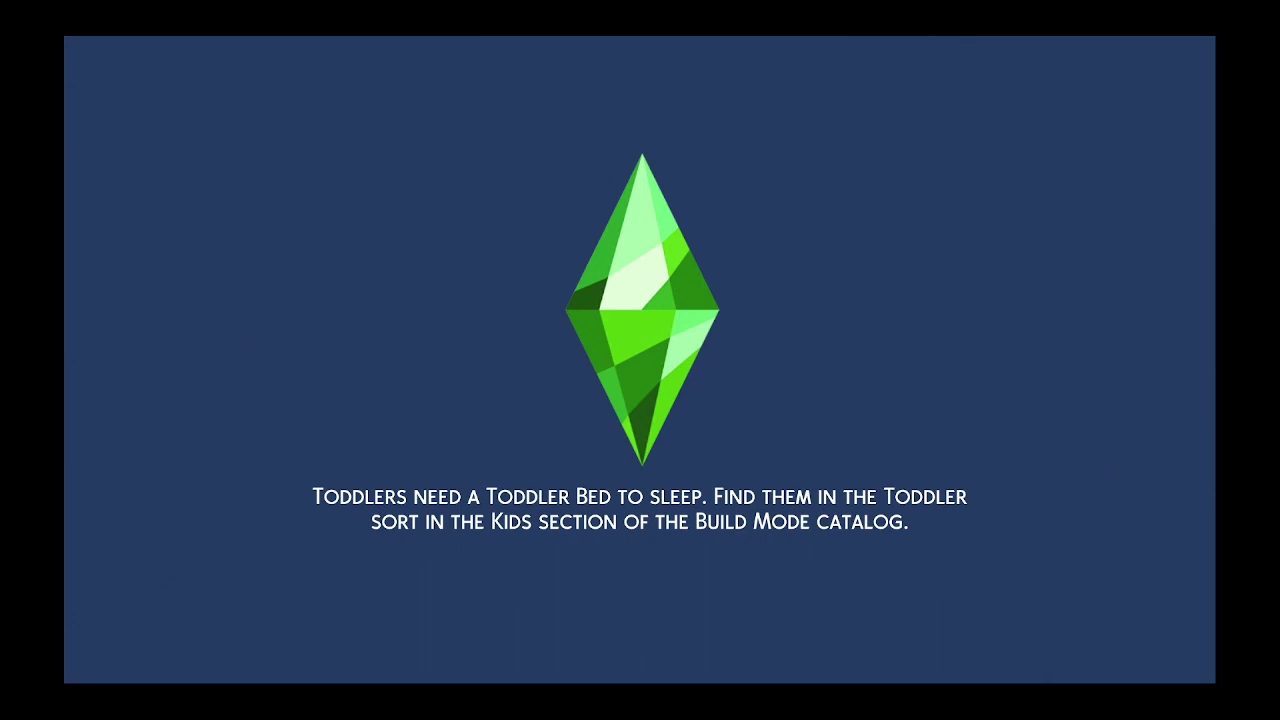 Toddlers need a Toddler Bed to sleep. Find them in the Toddler
sort in the Kids section of the Build Mode catalog.